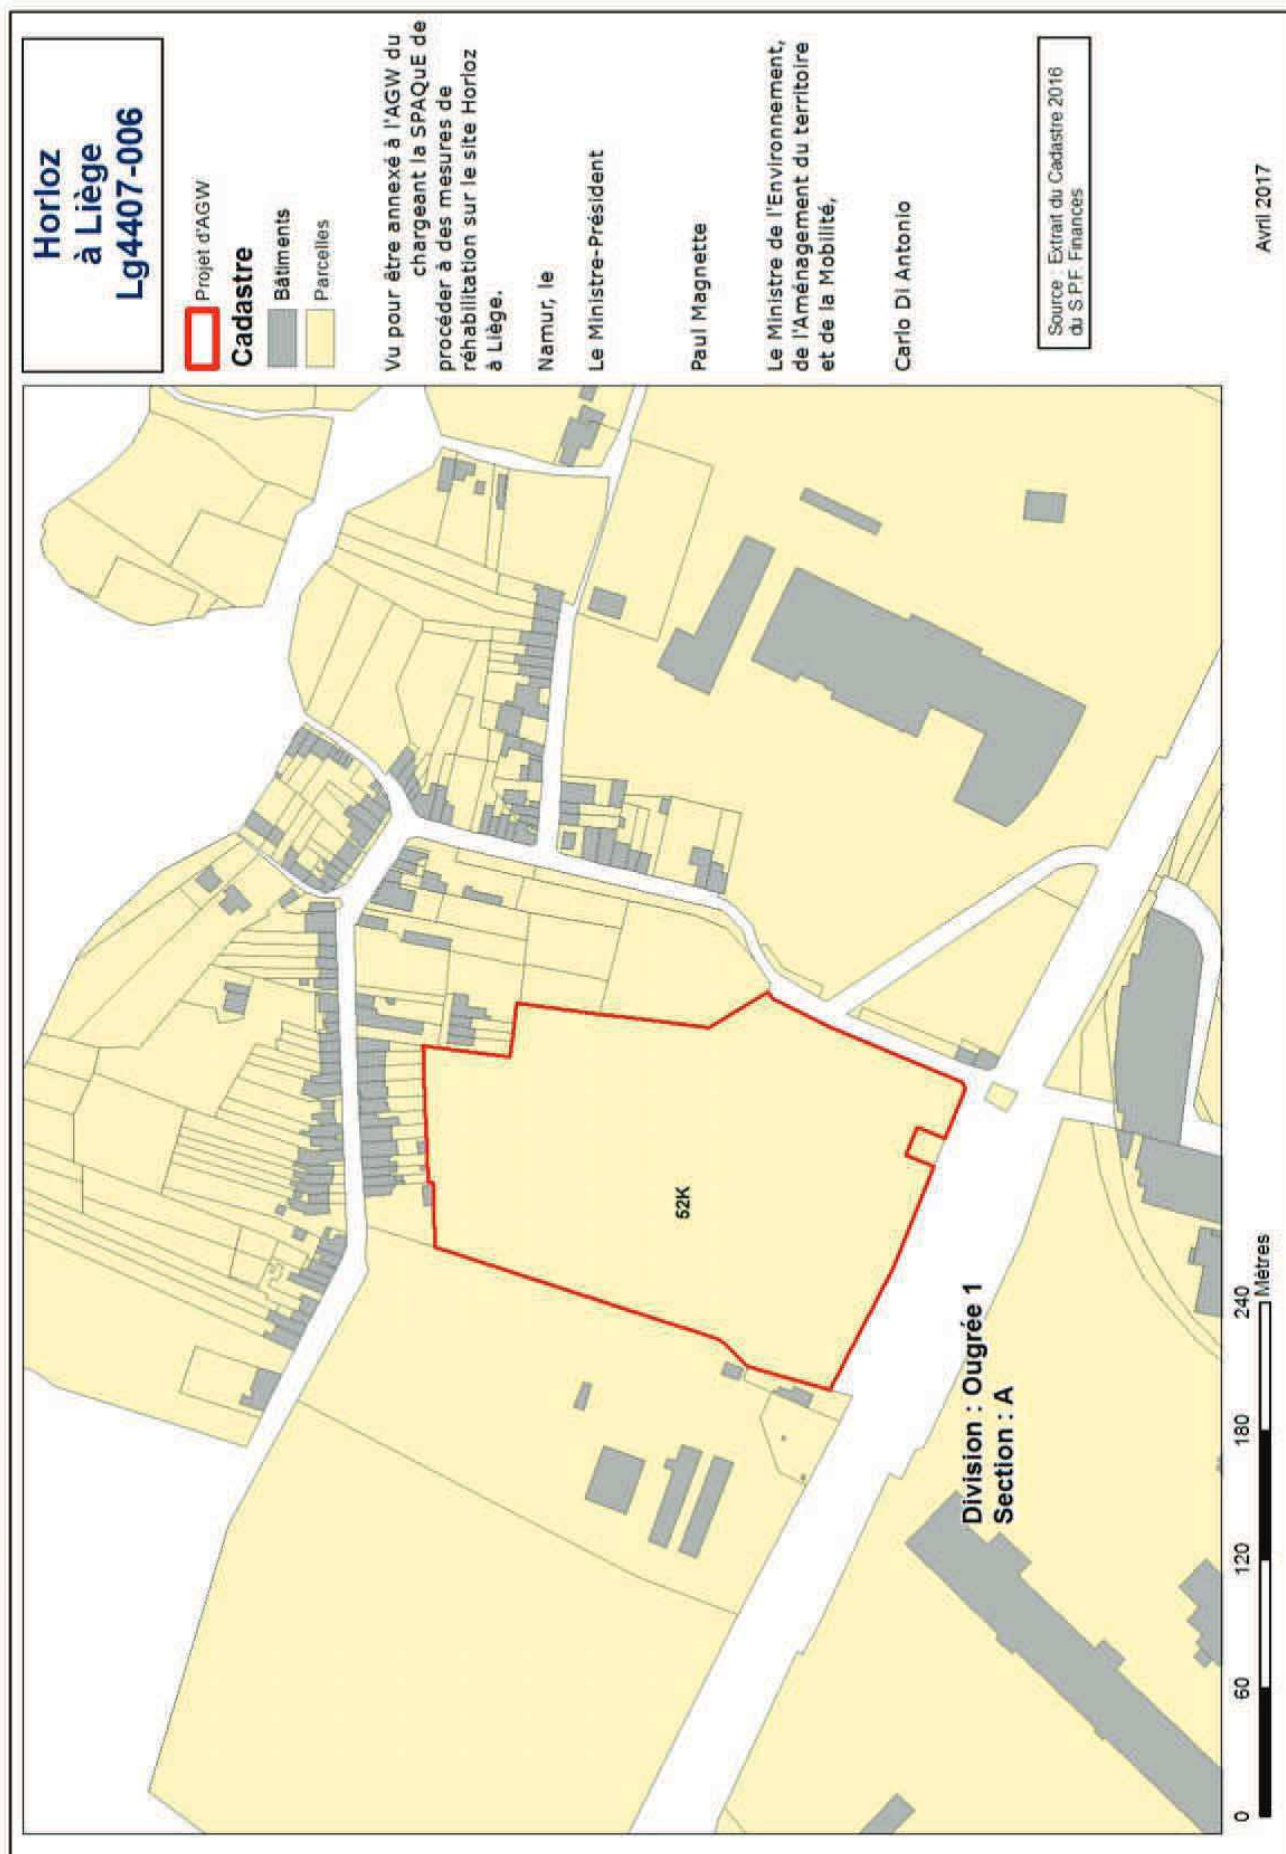 Horloz
à Liège
Lg4407-006
Projet d'AGW
Cadastre
Bâtiments
Parcelles
Vu pour être annexé à l'AGW du
chargeant la SPAQuE de
procéder à des mesures de
réhabilitation sur le site Horloz
à Liège.
Namur, le
Le Ministre-Président
Paul Magnette
Le Ministre de l'Environnement,
de l'Aménagement du territoire
et de la Mobilité,
Carlo Di Antonio
Source : Extrait du Cadastre 2016
du S.P.F. Finances
Avril 2017
52K
Division : Ougrée 1
Section : A
0 60 120 180 240
Mètres